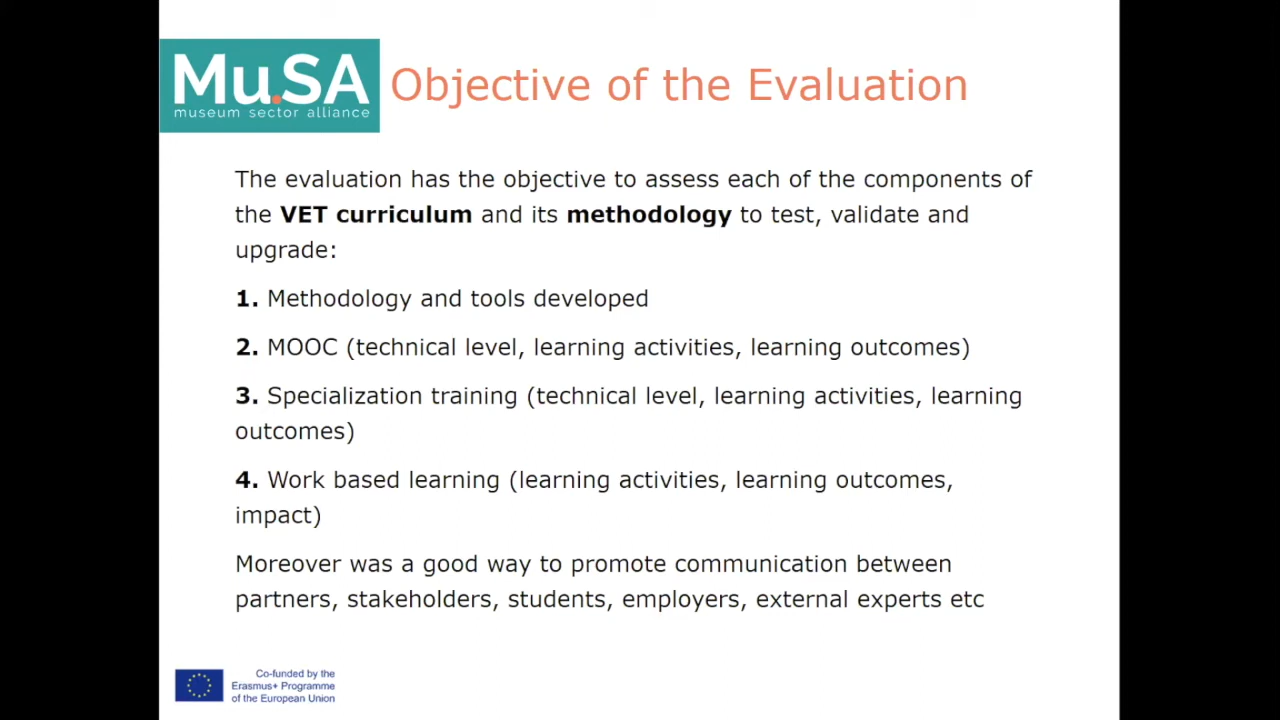 Mu.SA
museum sector alliance
Objective of the Evaluation
The evaluation has the objective to assess each of the components of
the VET curriculum and its methodology to test, validate and
upgrade:
1. Methodology and tools developed
2. MOOC (technical level, learning activities, learning outcomes)
3. Specialization training (technical level, learning activities, learning
outcomes)
4. Work based learning (learning activities, learning outcomes,
impact)
Moreover was a good way to promote communication between
partners, stakeholders, students, employers, external experts etc
Co-funded by the
Erasmus+ Programme
of the European Union